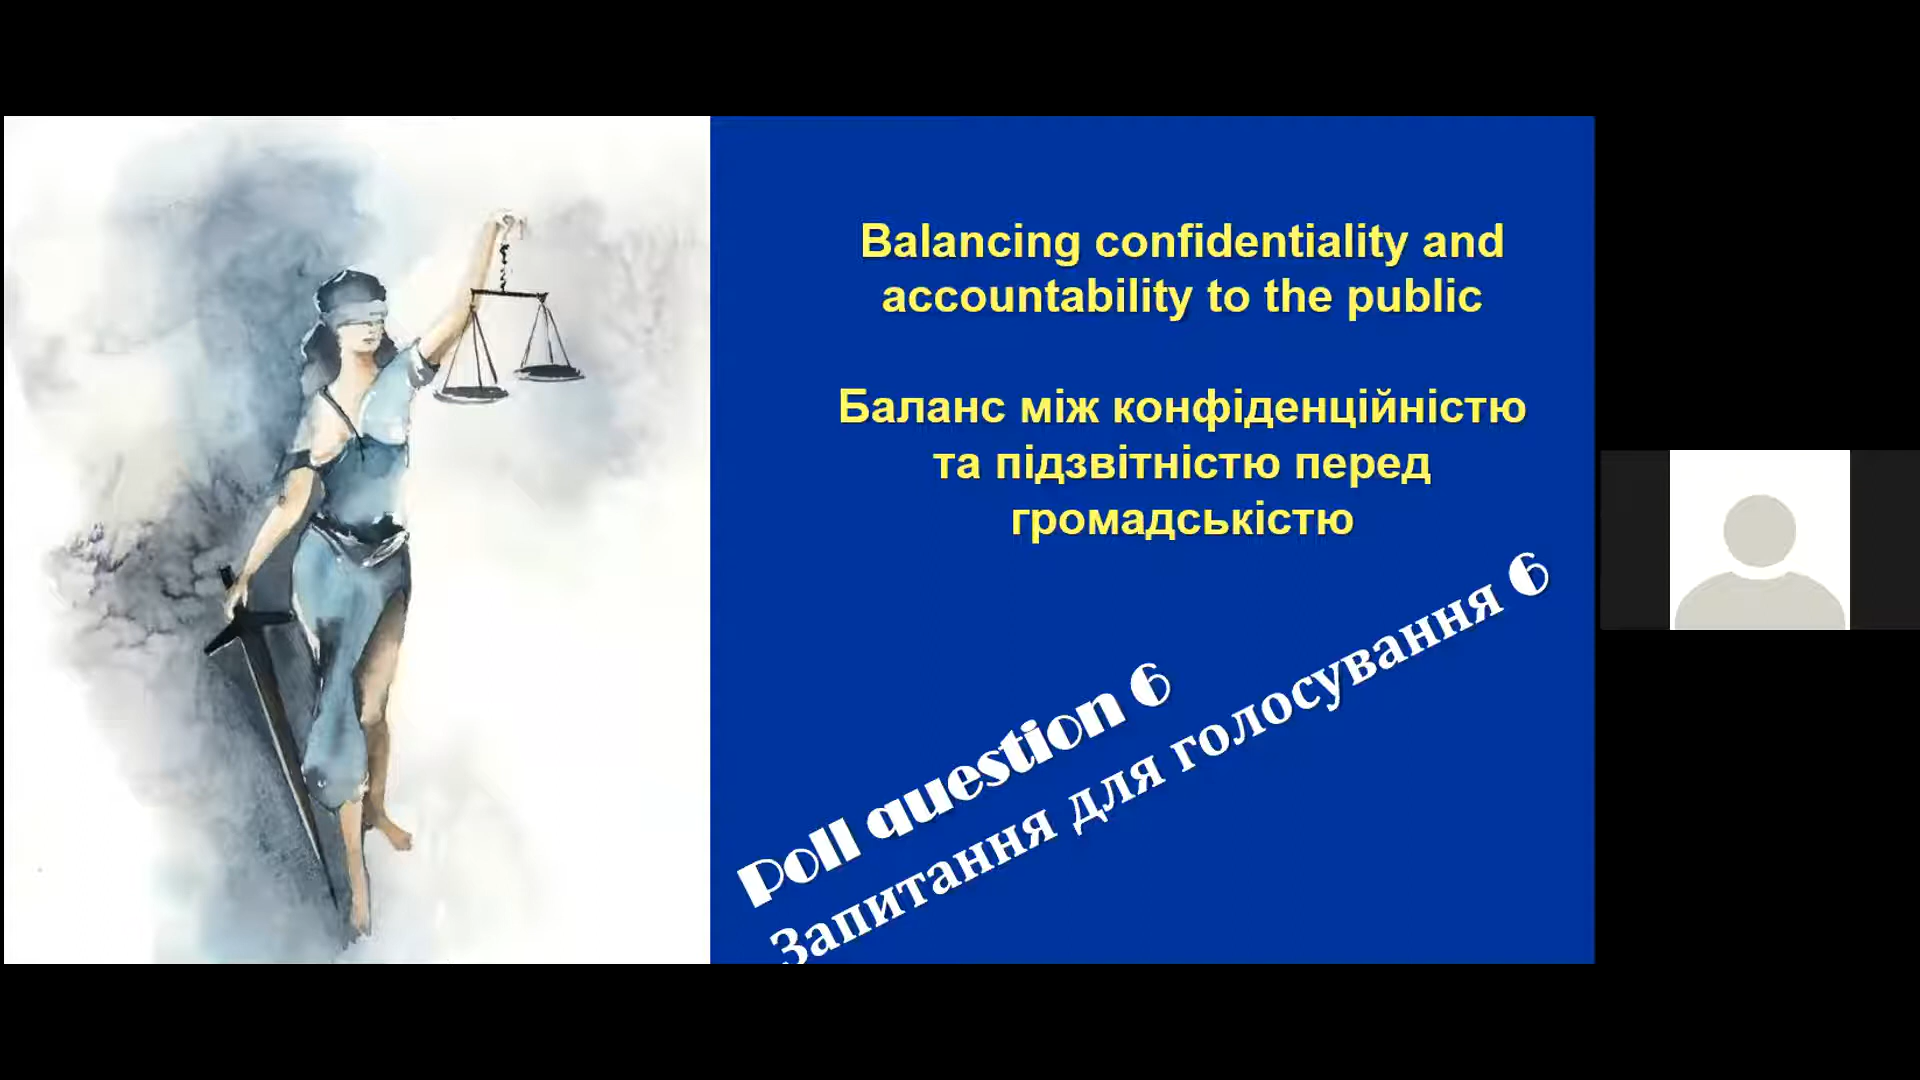 Balancing confidentiality and
accountability to the public
Баланс між конфіденційністю
та підзвітністю перед
громадськістю
Poll question 6
Запитання для голосування 6